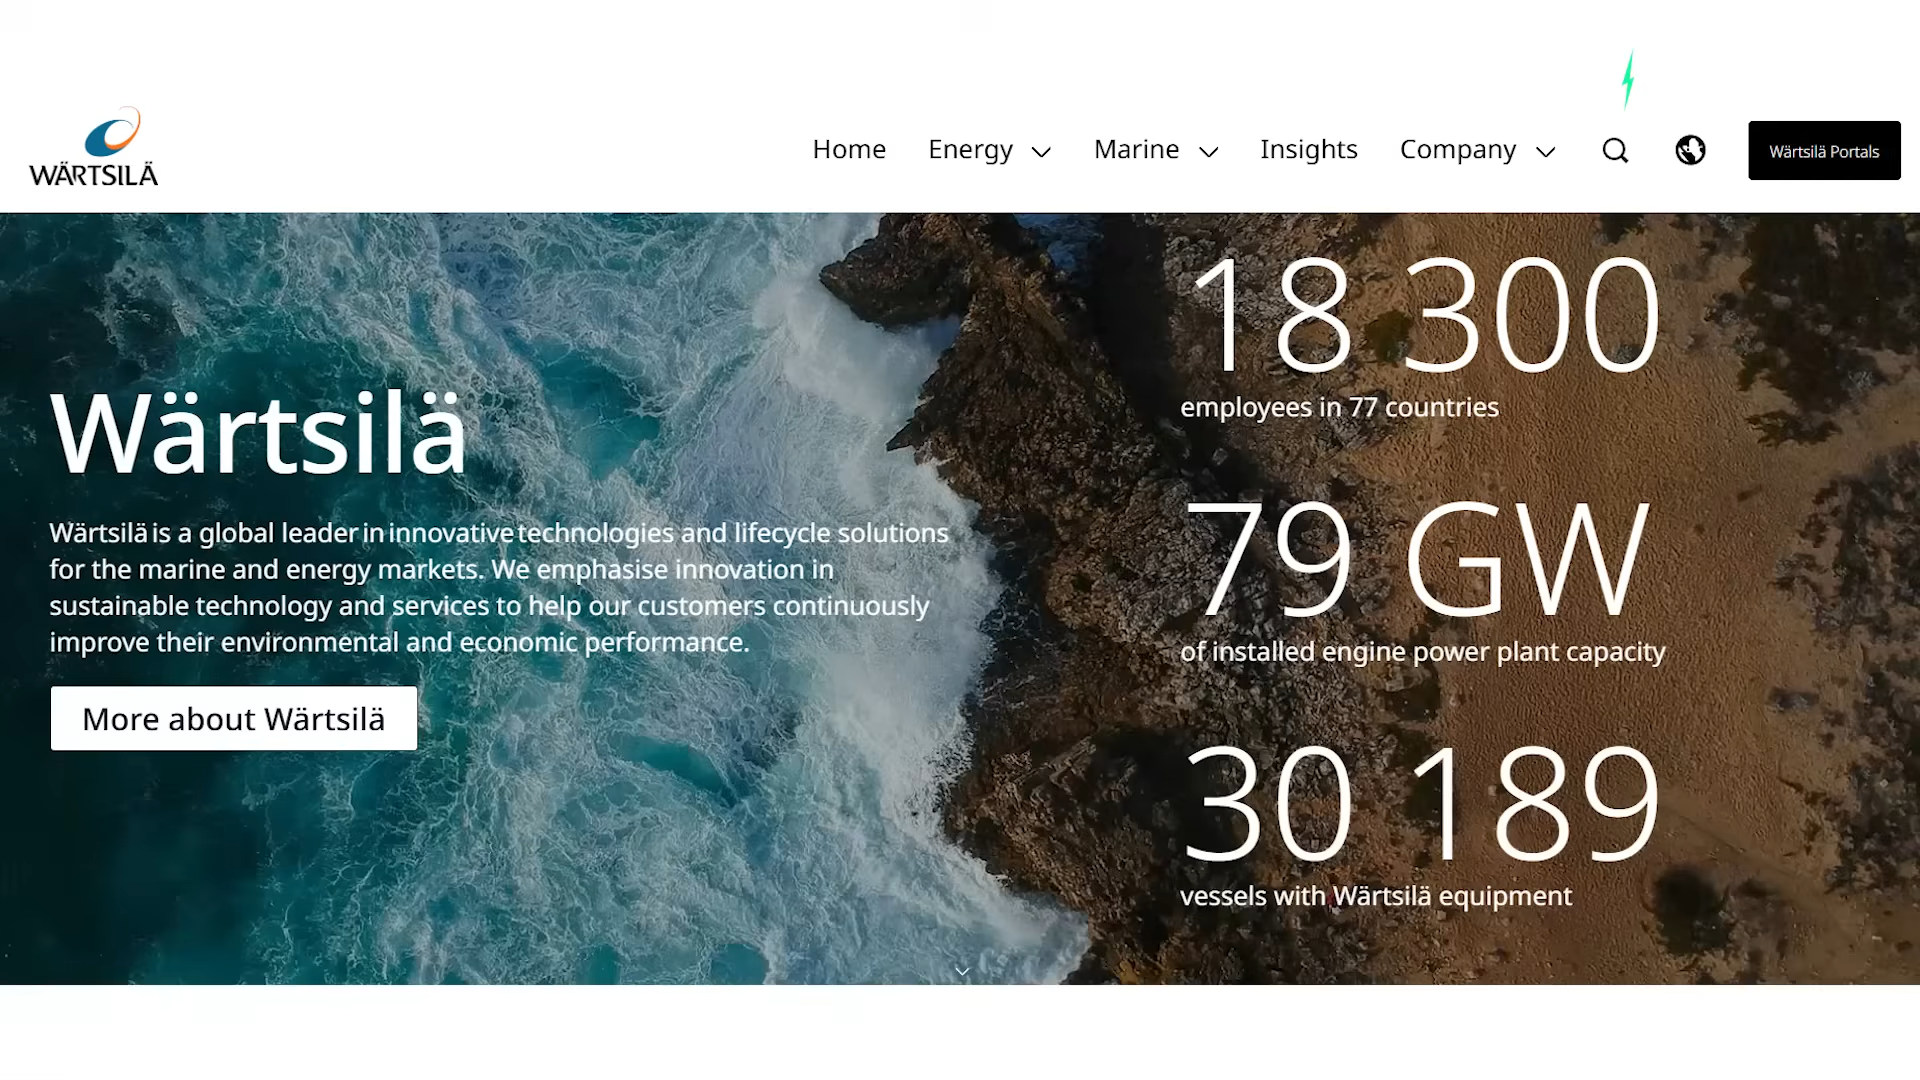 WÄRTSILÄ
Home Energy Marine Insights Company Wärtsilä Portals
Wärtsilä
Wärtsilä is a global leader in innovative technologies and lifecycle solutions
for the marine and energy markets. We emphasise innovation in
sustainable technology and services to help our customers continuously
improve their environmental and economic performance.
More about Wärtsilä
18 300
employees in 77 countries
79 GW
of installed engine power plant capacity
30 189
vessels with Wärtsilä equipment